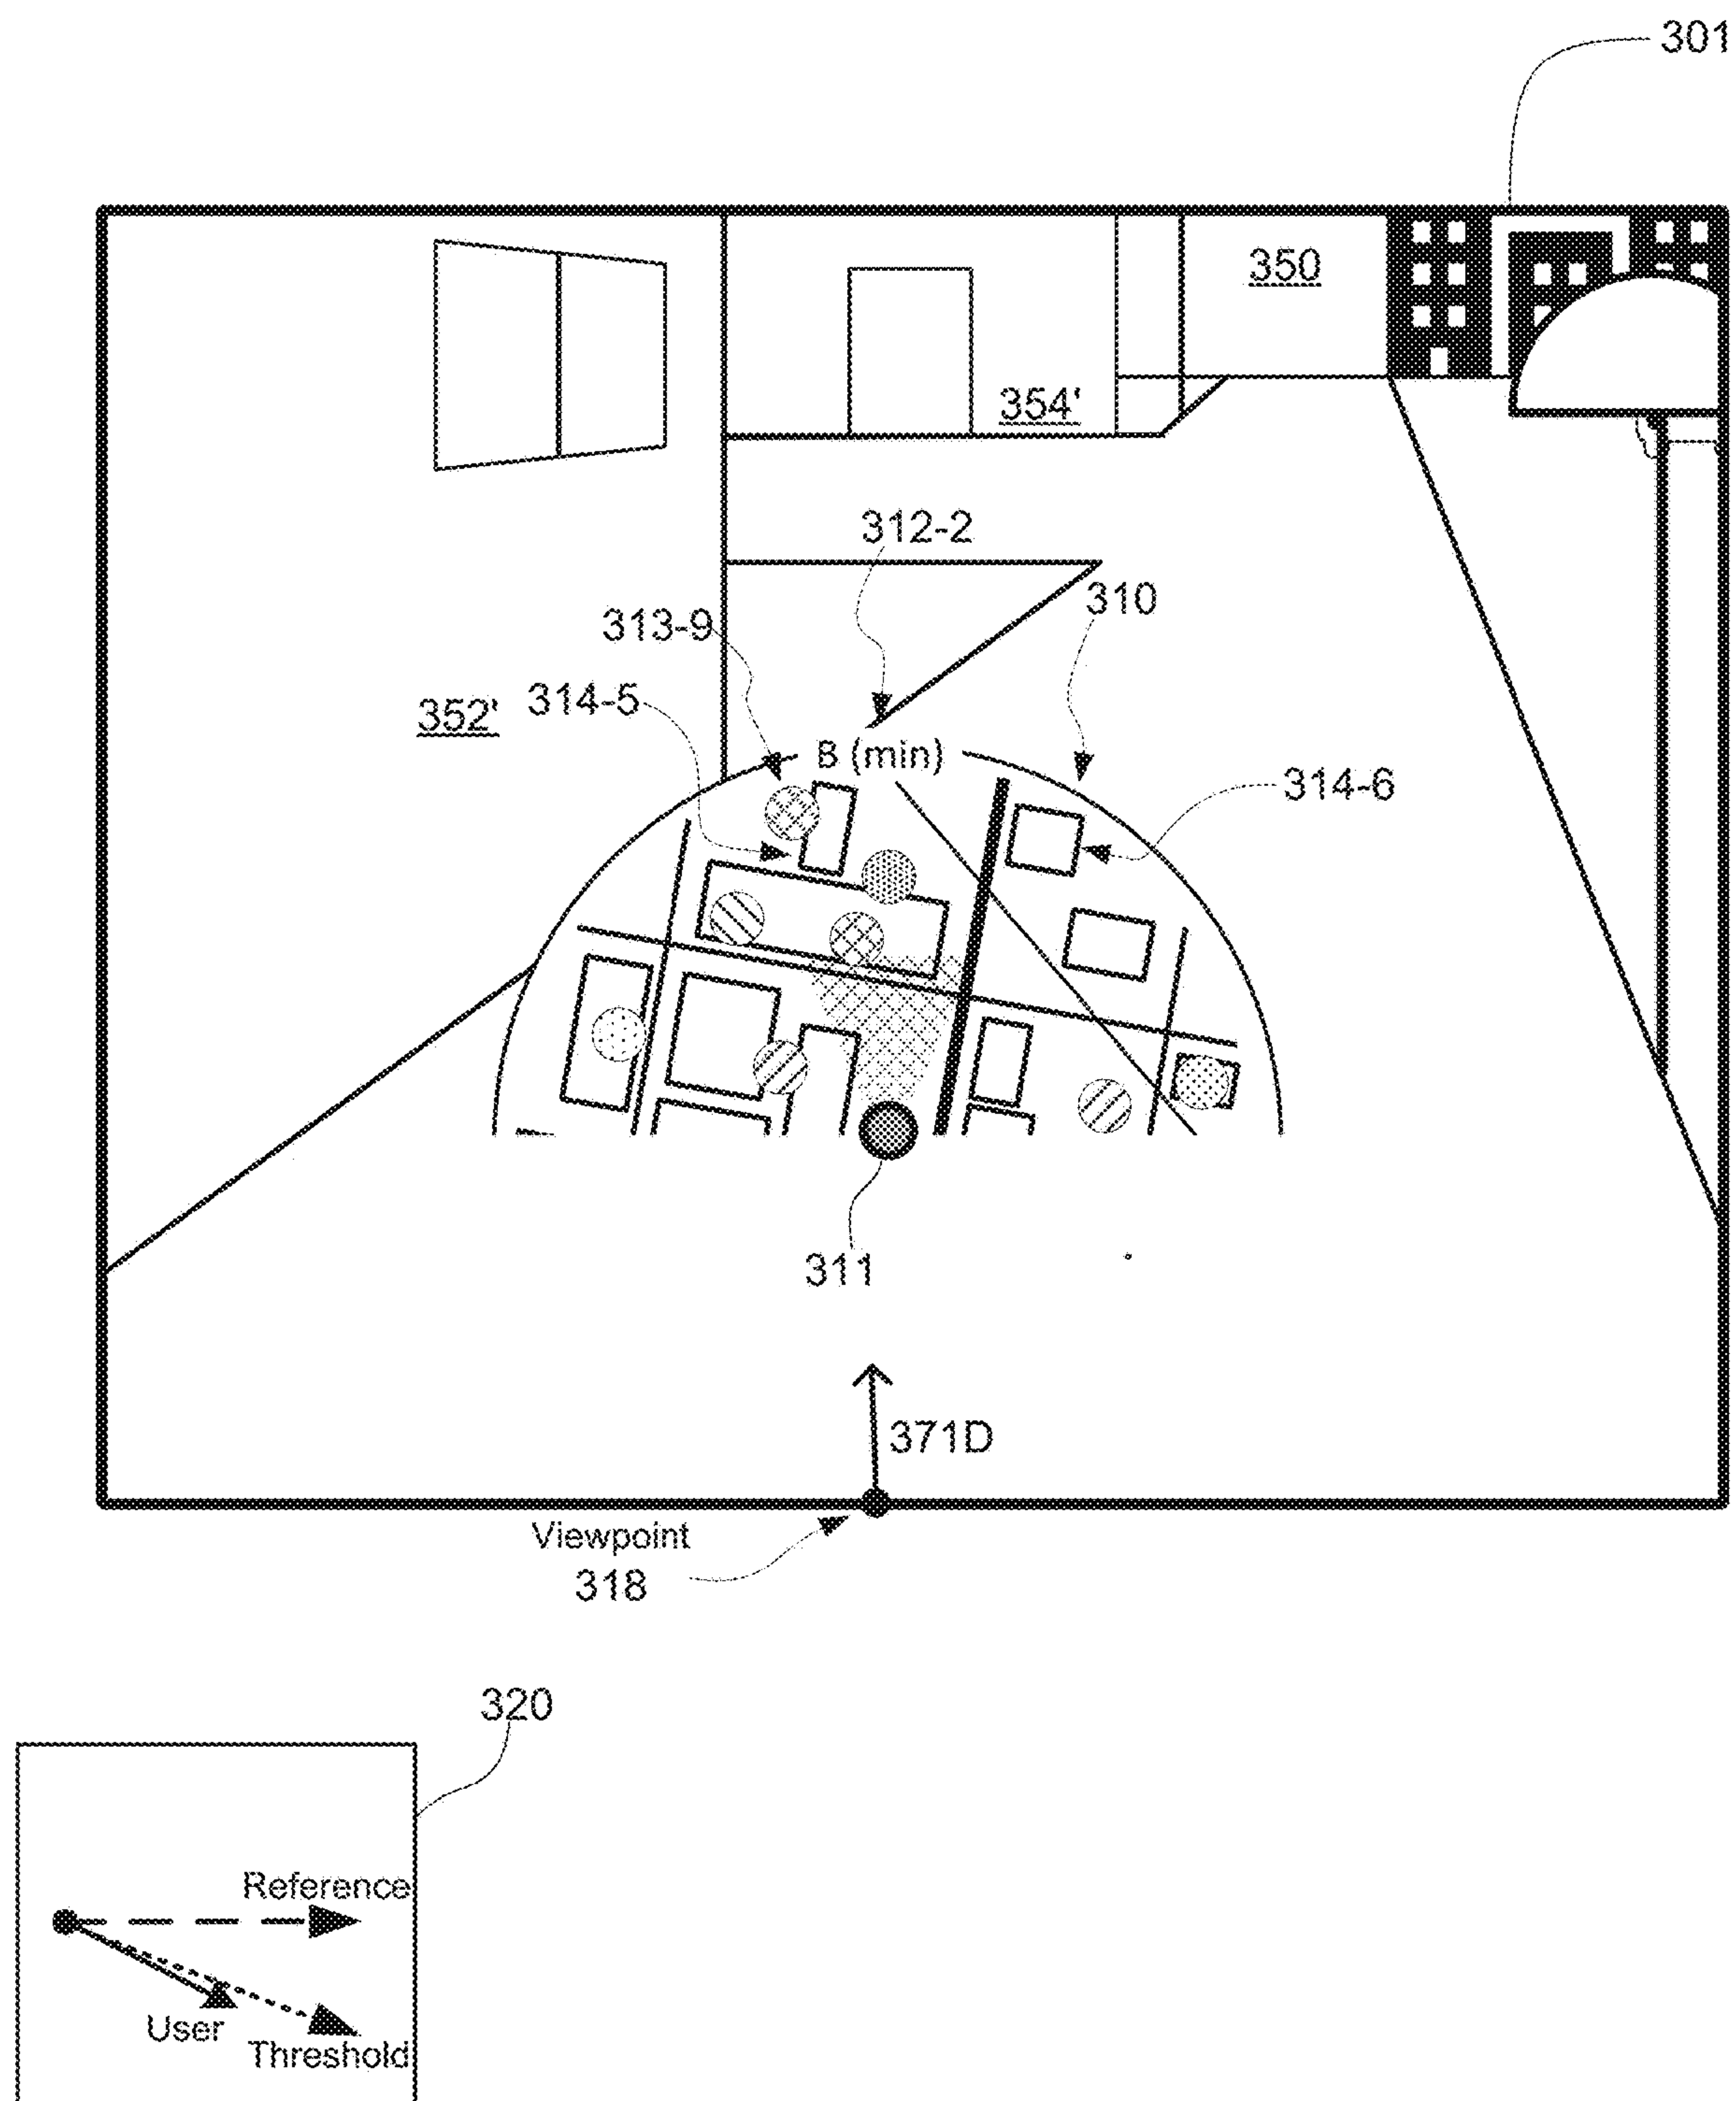 301
350
354'
312-2
310
313-9
352'
314-5
B (min)
314-6
311
371D
Viewpoint
318
320
Reference
User
Threshold